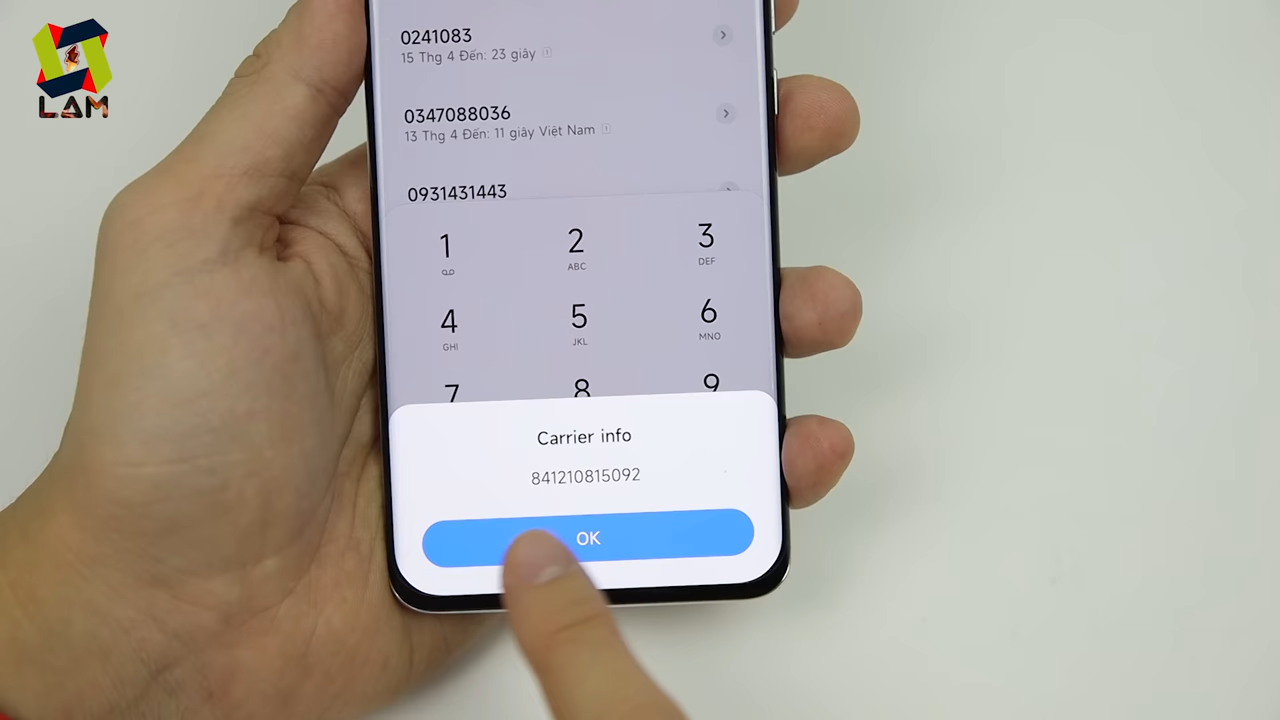 LAM
0241083
15 Thg 4 Đến: 23 giây
0347088036
13 Thg 4 Đến: 11 giây Việt Nam
0931431443
1
2
ABC
3
DEF
4
GHI
5
JKL
6
MNO
7
8
9
Carrier info
841210815092
OK